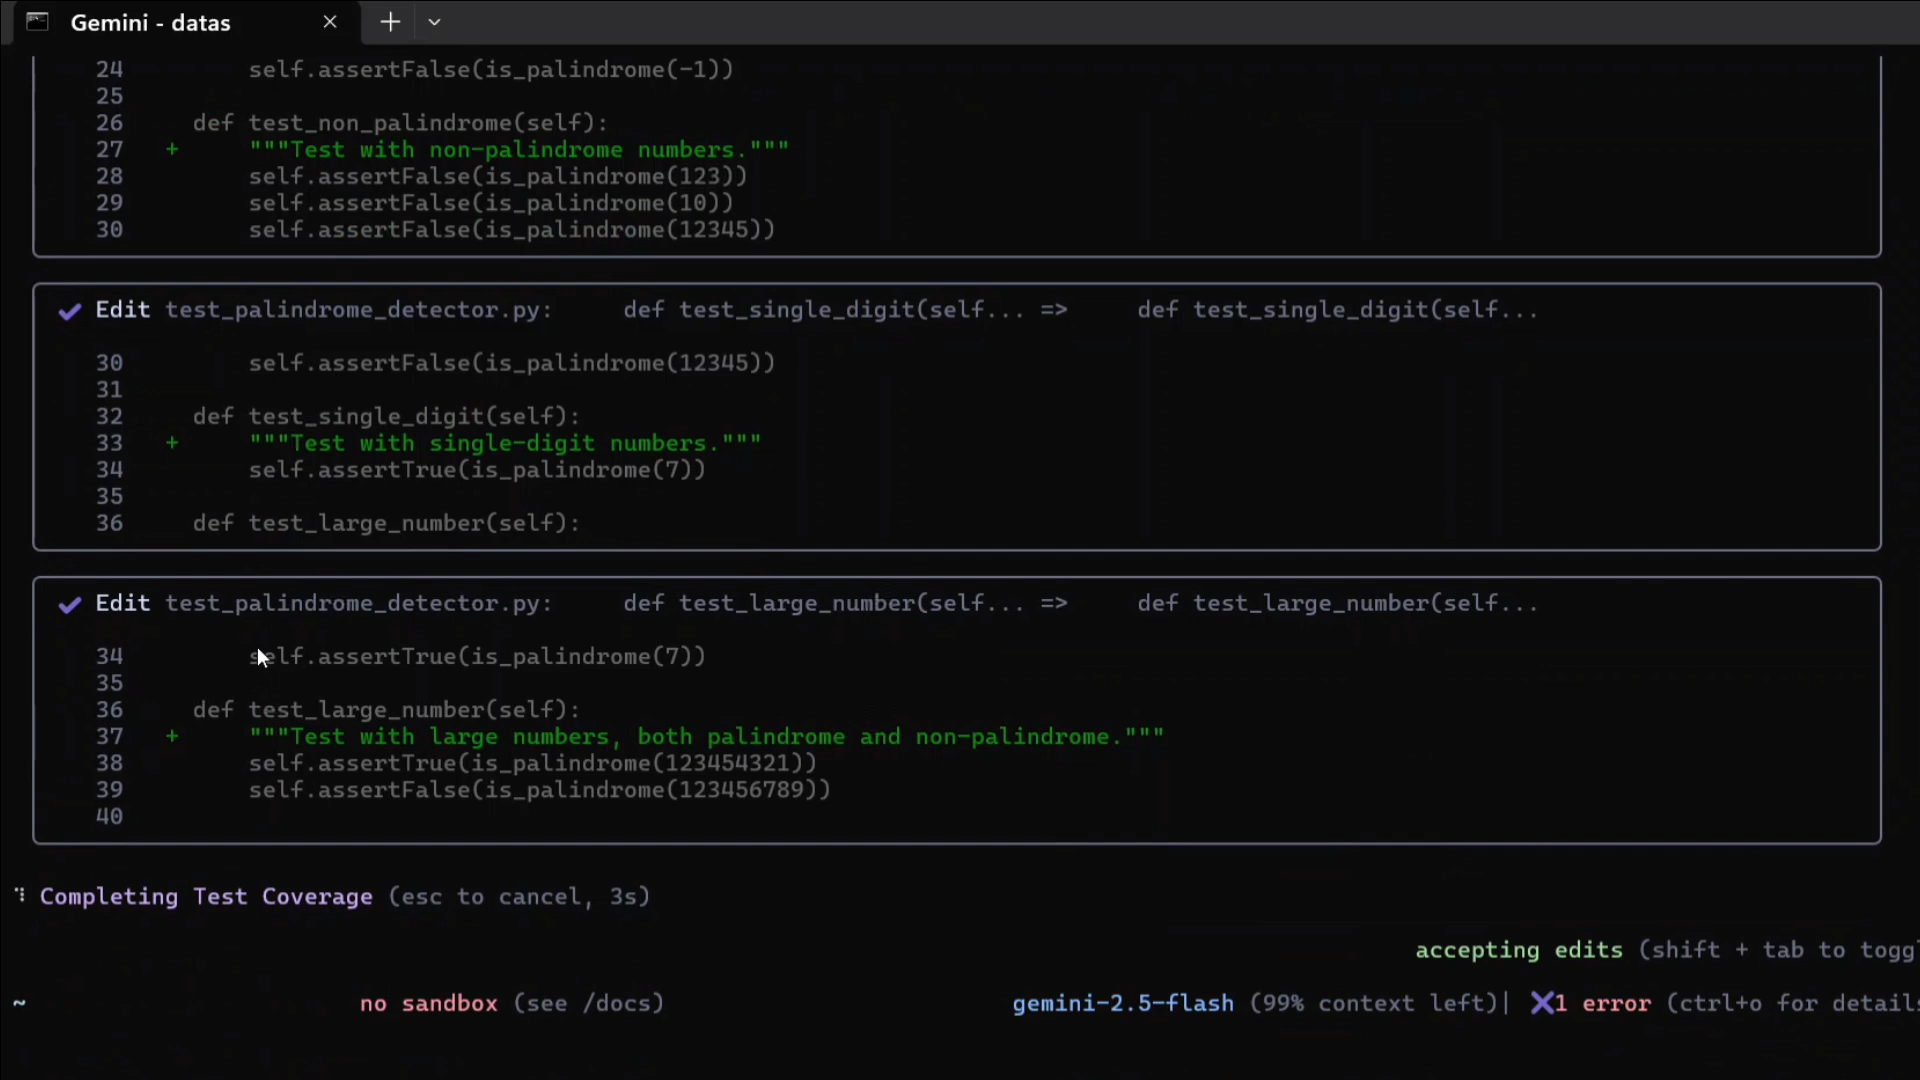 Gemini - datas
24 self.assertFalse(is_palindrome(-1))
25
26 def test_non_palindrome(self):
27 + """Test with non-palindrome numbers."""
28 self.assertFalse(is_palindrome(123))
29 self.assertFalse(is_palindrome(10))
30 self.assertFalse(is_palindrome(12345))
✔ Edit test_palindrome_detector.py: def test_single_digit(self... => def test_single_digit(self...
30 self.assertFalse(is_palindrome(12345))
31
32 def test_single_digit(self):
33 + """Test with single-digit numbers."""
34 self.assertTrue(is_palindrome(7))
35
36 def test_large_number(self):
✔ Edit test_palindrome_detector.py: def test_large_number(self... => def test_large_number(self...
34 self.assertTrue(is_palindrome(7))
35
36 def test_large_number(self):
37 + """Test with large numbers, both palindrome and non-palindrome."""
38 self.assertTrue(is_palindrome(123454321))
39 self.assertFalse(is_palindrome(123456789))
40
Completing Test Coverage (esc to cancel, 3s)
accepting edits (shift + tab to toggl
~ no sandbox (see /docs) gemini-2.5-flash (99% context left)| ✖1 error (ctrl+o for details